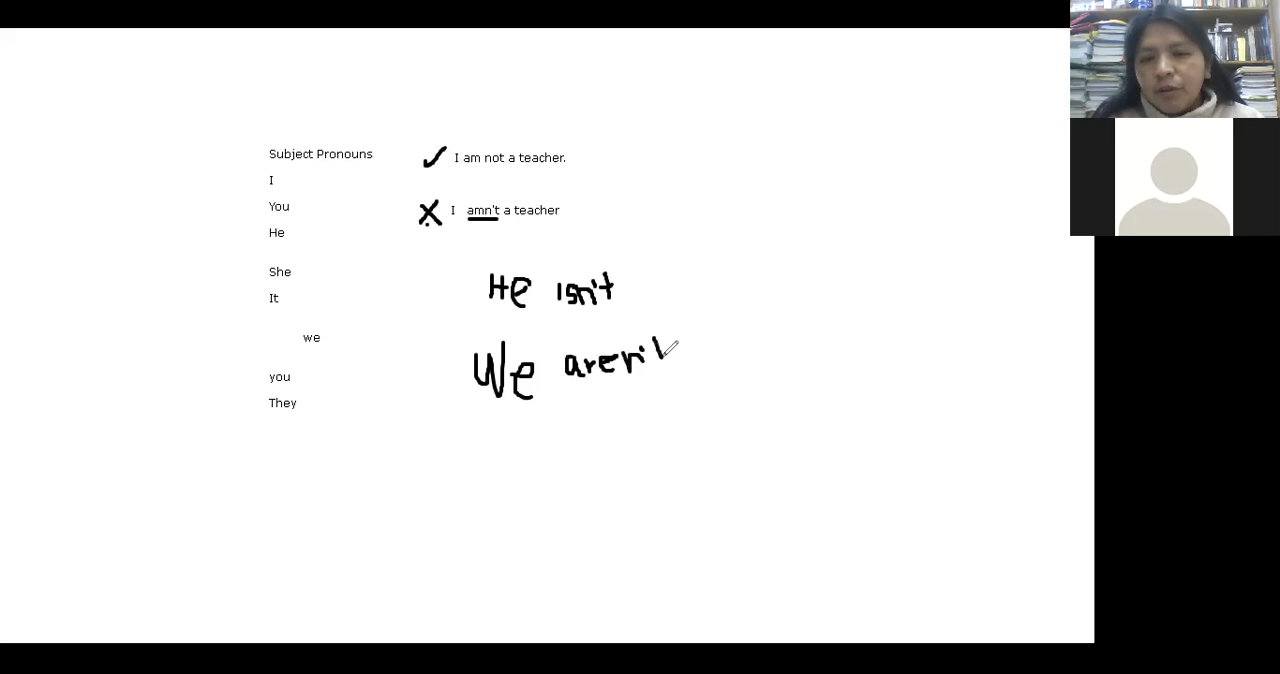 Subject Pronouns
I
You
He
She
It
we
you
They
I am not a teacher.
I amn't a teacher
He isn't
We aren't